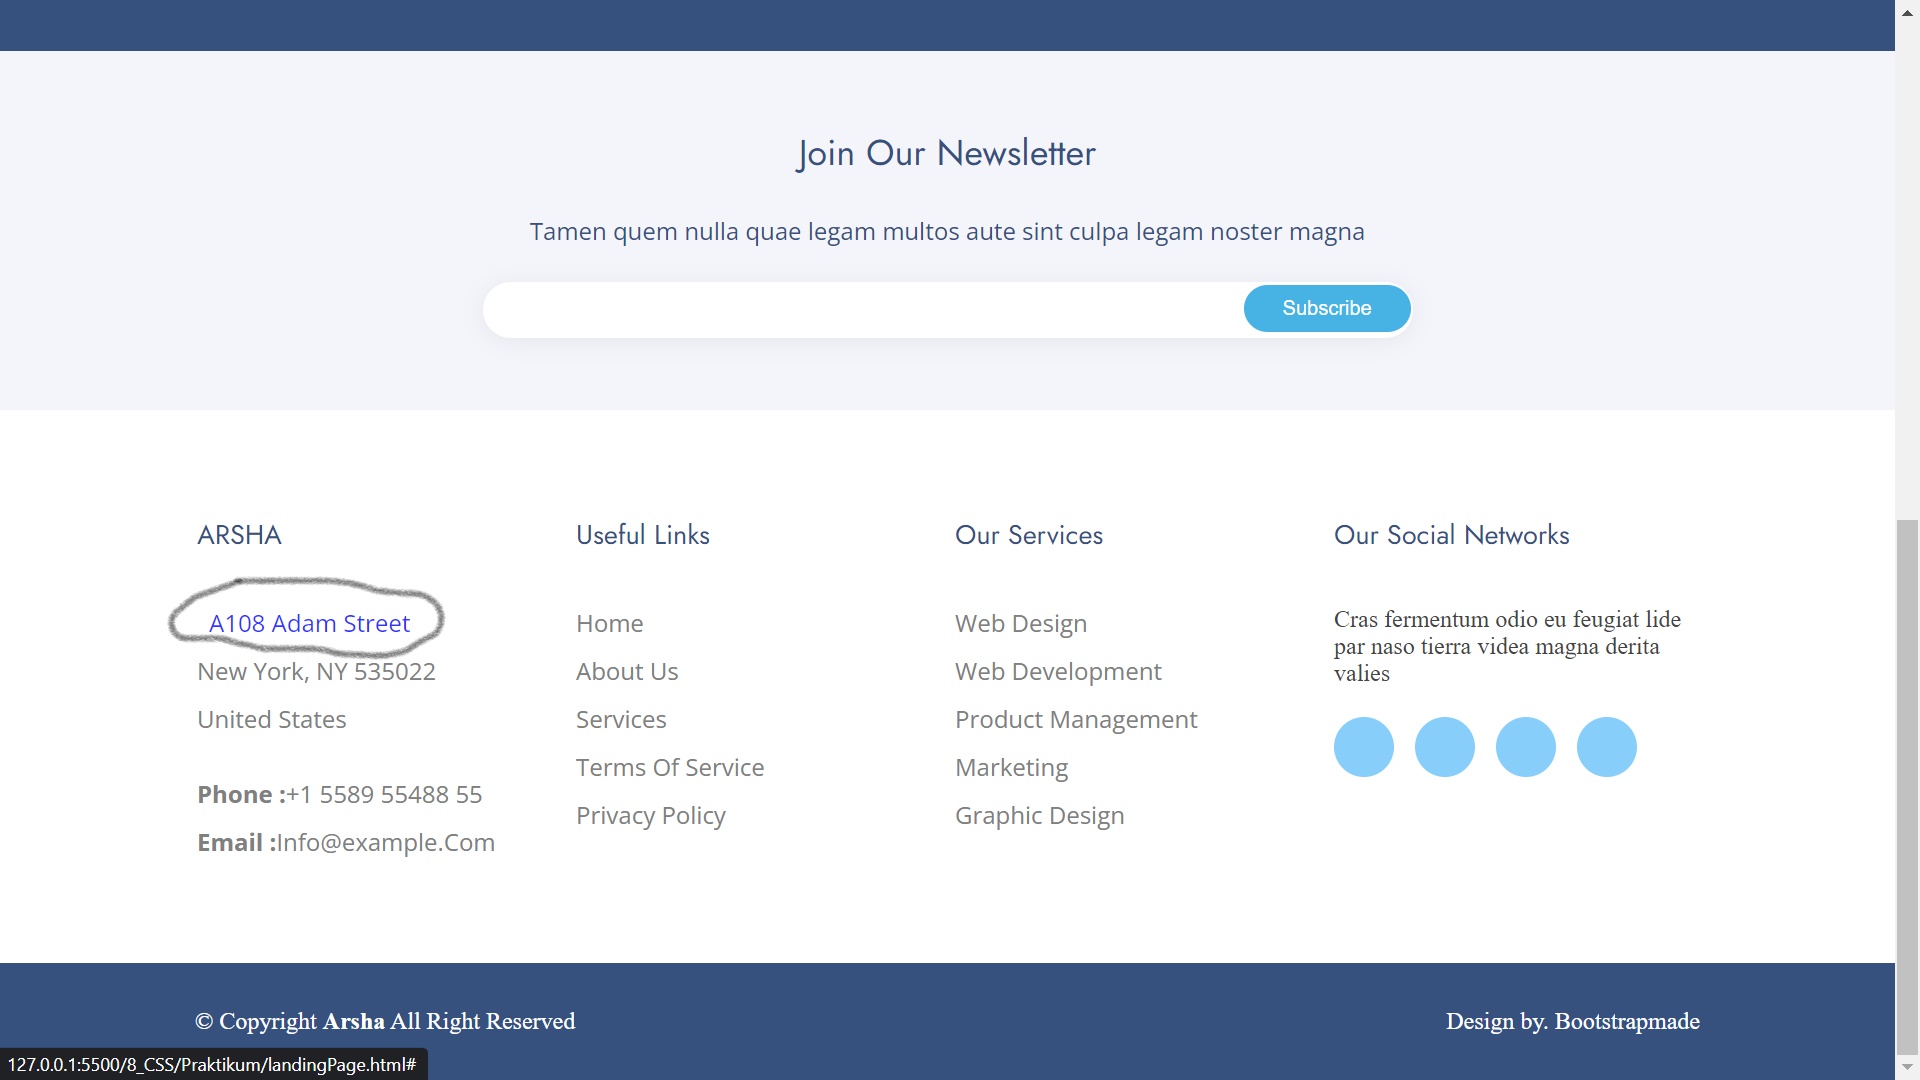 Join Our Newsletter
Tamen quem nulla quae legam multos aute sint culpa legam noster magna
Subscribe
ARSHA
A108 Adam Street
New York, NY 535022
United States
Phone :+1 5589 55488 55
Email :Info@example.Com
Useful Links
Home
About Us
Services
Terms Of Service
Privacy Policy
Our Services
Web Design
Web Development
Product Management
Marketing
Graphic Design
Our Social Networks
Cras fermentum odio eu feugiat lide
par naso tierra videa magna derita
valies
© Copyright Arsha All Right Reserved
Design by. Bootstrapmade
127.0.0.1:5500/8_CSS/Praktikum/landingPage.html#